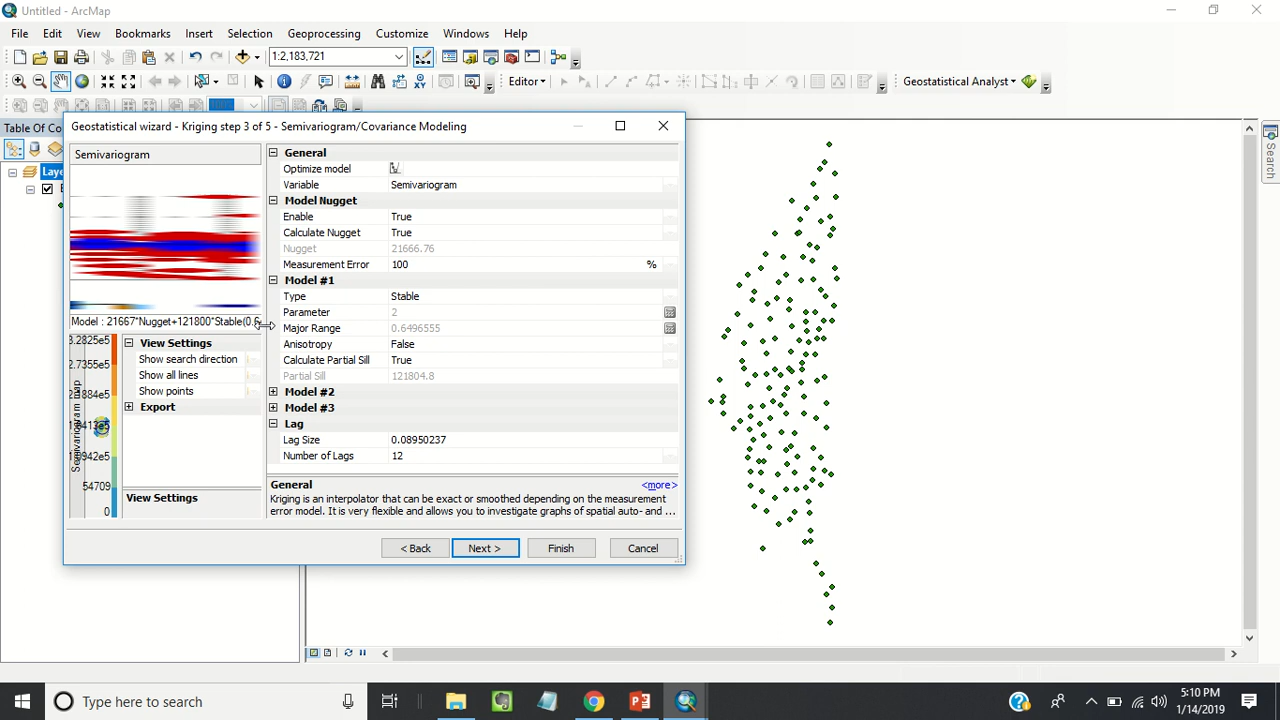 Untitled - ArcMap
File Edit View Bookmarks Insert Selection Geoprocessing Customize Windows Help
1:2,183,721
Editor
Geostatistical Analyst
Table Of Co
Laye
Search
Geostatistical wizard - Kriging step 3 of 5 - Semivariogram/Covariance Modeling
Semivariogram
Model : 21667*Nugget+121800*Stable(0.6
3.2825e5
2.7355e5
54709
0
Semivariogram map
View Settings
Show search direction
Show all lines
Show points
Export
View Settings
General
Optimize model
Variable Semivariogram
Model Nugget
Enable True
Calculate Nugget True
Nugget 21666.76
Measurement Error 100 %
Model #1
Type Stable
Parameter 2
Major Range 0.6496555
Anisotropy False
Calculate Partial Sill True
Partial Sill 121804.8
Model #2
Model #3
Lag
Lag Size 0.08950237
Number of Lags 12
General <more>
Kriging is an interpolator that can be exact or smoothed depending on the measurement
error model. It is very flexible and allows you to investigate graphs of spatial auto- and ...
< Back Next > Finish Cancel
Type here to search
5:10 PM
1/14/2019